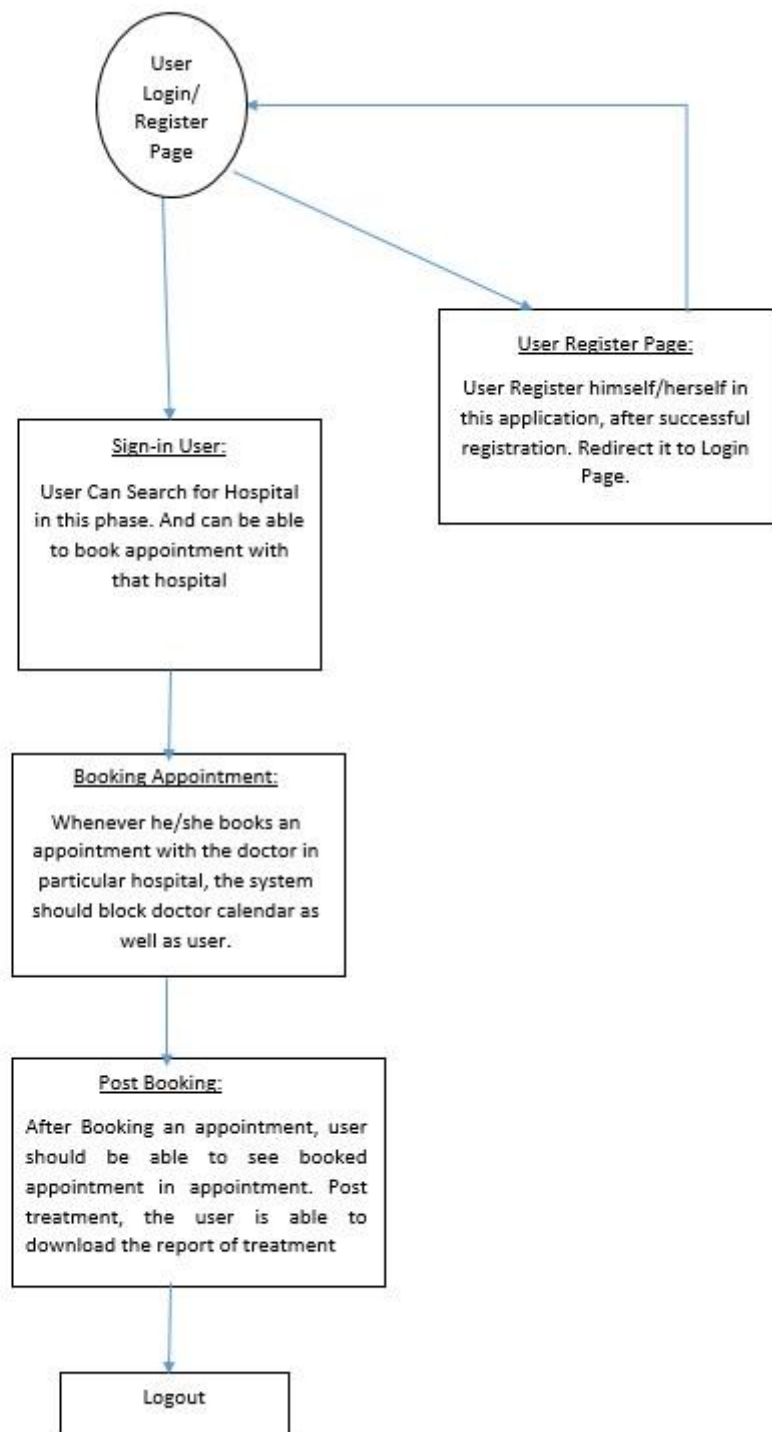 User
Login/
Register
Page
User Register Page:
User Register himself/herself in
this application, after successful
registration. Redirect it to Login
Page.
Sign-in User:
User Can Search for Hospital
in this phase. And can be able
to book appointment with
that hospital
Booking Appointment:
Whenever he/she books an
appointment with the doctor in
particular hospital, the system
should block doctor calendar as
well as user.
Post Booking:
After Booking an appointment, user
should be able to see booked
appointment in appointment. Post
treatment, the user is able to
download the report of treatment
Logout